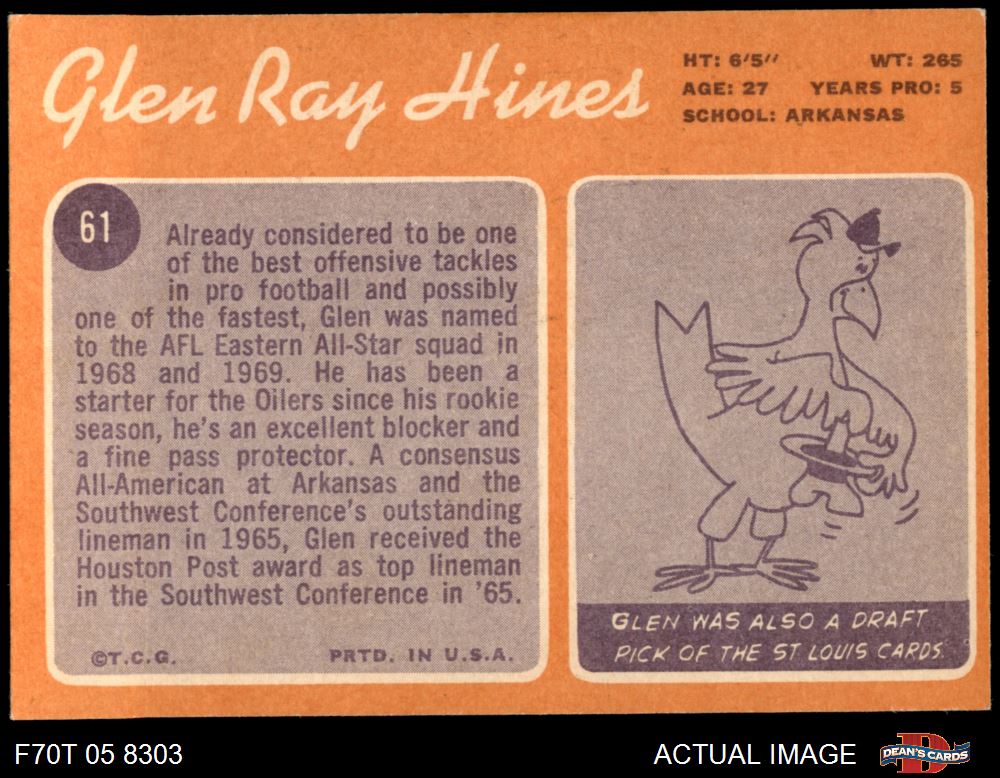 Glen Ray Hines
HT: 6'5" WT: 265
AGE: 27 YEARS PRO: 5
SCHOOL: ARKANSAS
61
Already considered to be one
of the best offensive tackles
in pro football and possibly
one of the fastest, Glen was named
to the AFL Eastern All-Star squad in
1968 and 1969. He has been a
starter for the Oilers since his rookie
season, he's an excellent blocker and
a fine pass protector. A consensus
All-American at Arkansas and the
Southwest Conference's outstanding
lineman in 1965, Glen received the
Houston Post award as top lineman
in the Southwest Conference in '65.
©T.C.G. PRTD. IN U.S.A.
GLEN WAS ALSO A DRAFT
PICK OF THE ST LOUIS CARDS.
F70T 05 8303 ACTUAL IMAGE DEAN'S CARDS